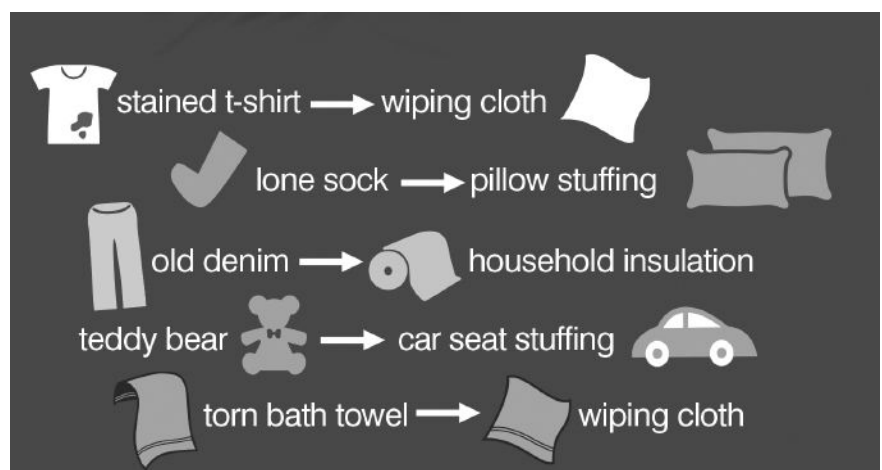 stained t-shirt → wiping cloth
lone sock → pillow stuffing
old denim → household insulation
teddy bear → car seat stuffing
torn bath towel → wiping cloth